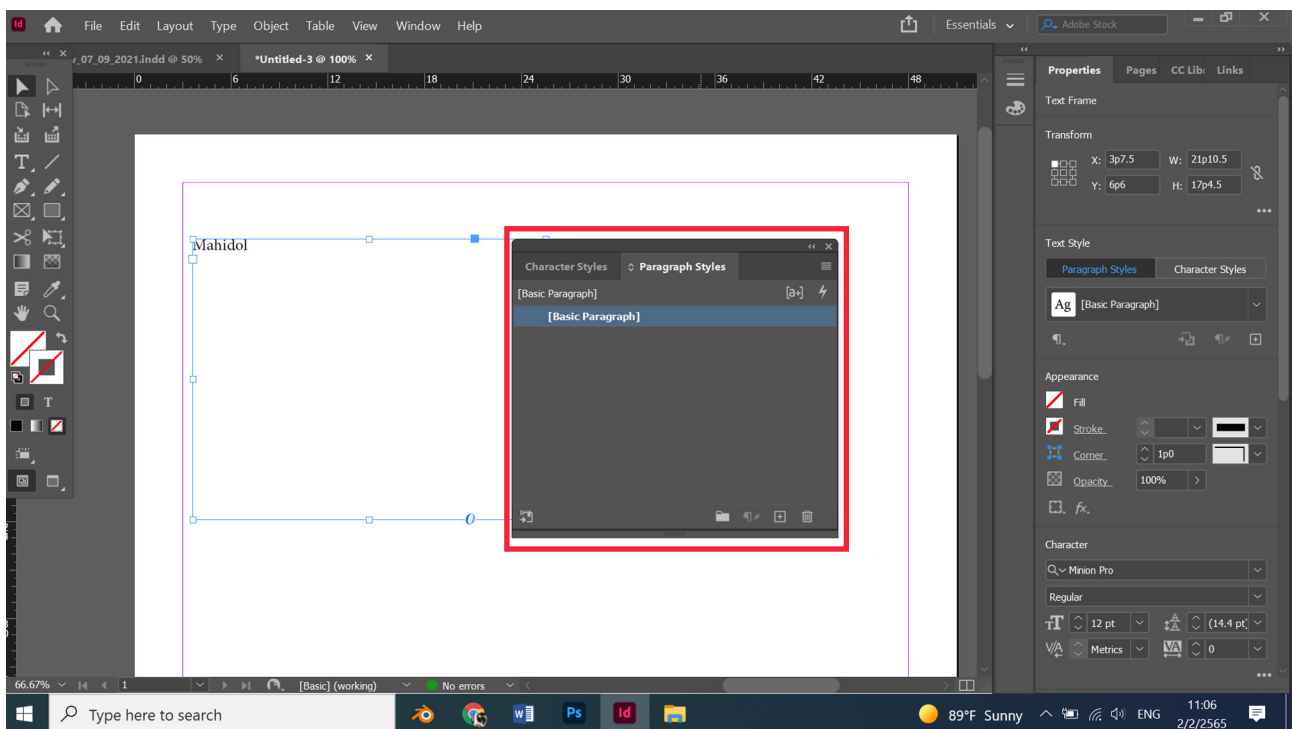 Id File Edit Layout Type Object Table View Window Help Essentials Adobe Stock
_07_09_2021.indd @ 50% × *Untitled-3 @ 100% ×
0 6 12 18 24 30 36 42 48
Mahidol
Character Styles Paragraph Styles
[Basic Paragraph] [a+]
[Basic Paragraph]
Properties Pages CC Libr Links
Text Frame
Transform
X: 3p7.5 W: 21p10.5
Y: 6p6 H: 17p4.5
Text Style
Paragraph Styles Character Styles
Ag [Basic Paragraph]
Appearance
Fill
Stroke
Corner 1p0
Opacity 100%
fx.
Character
Minion Pro
Regular
12 pt (14.4 pt)
Metrics 0
66.67% 1 [Basic] (working) No errors
Type here to search Ps Id 89°F Sunny ENG
11:06
2/2/2565